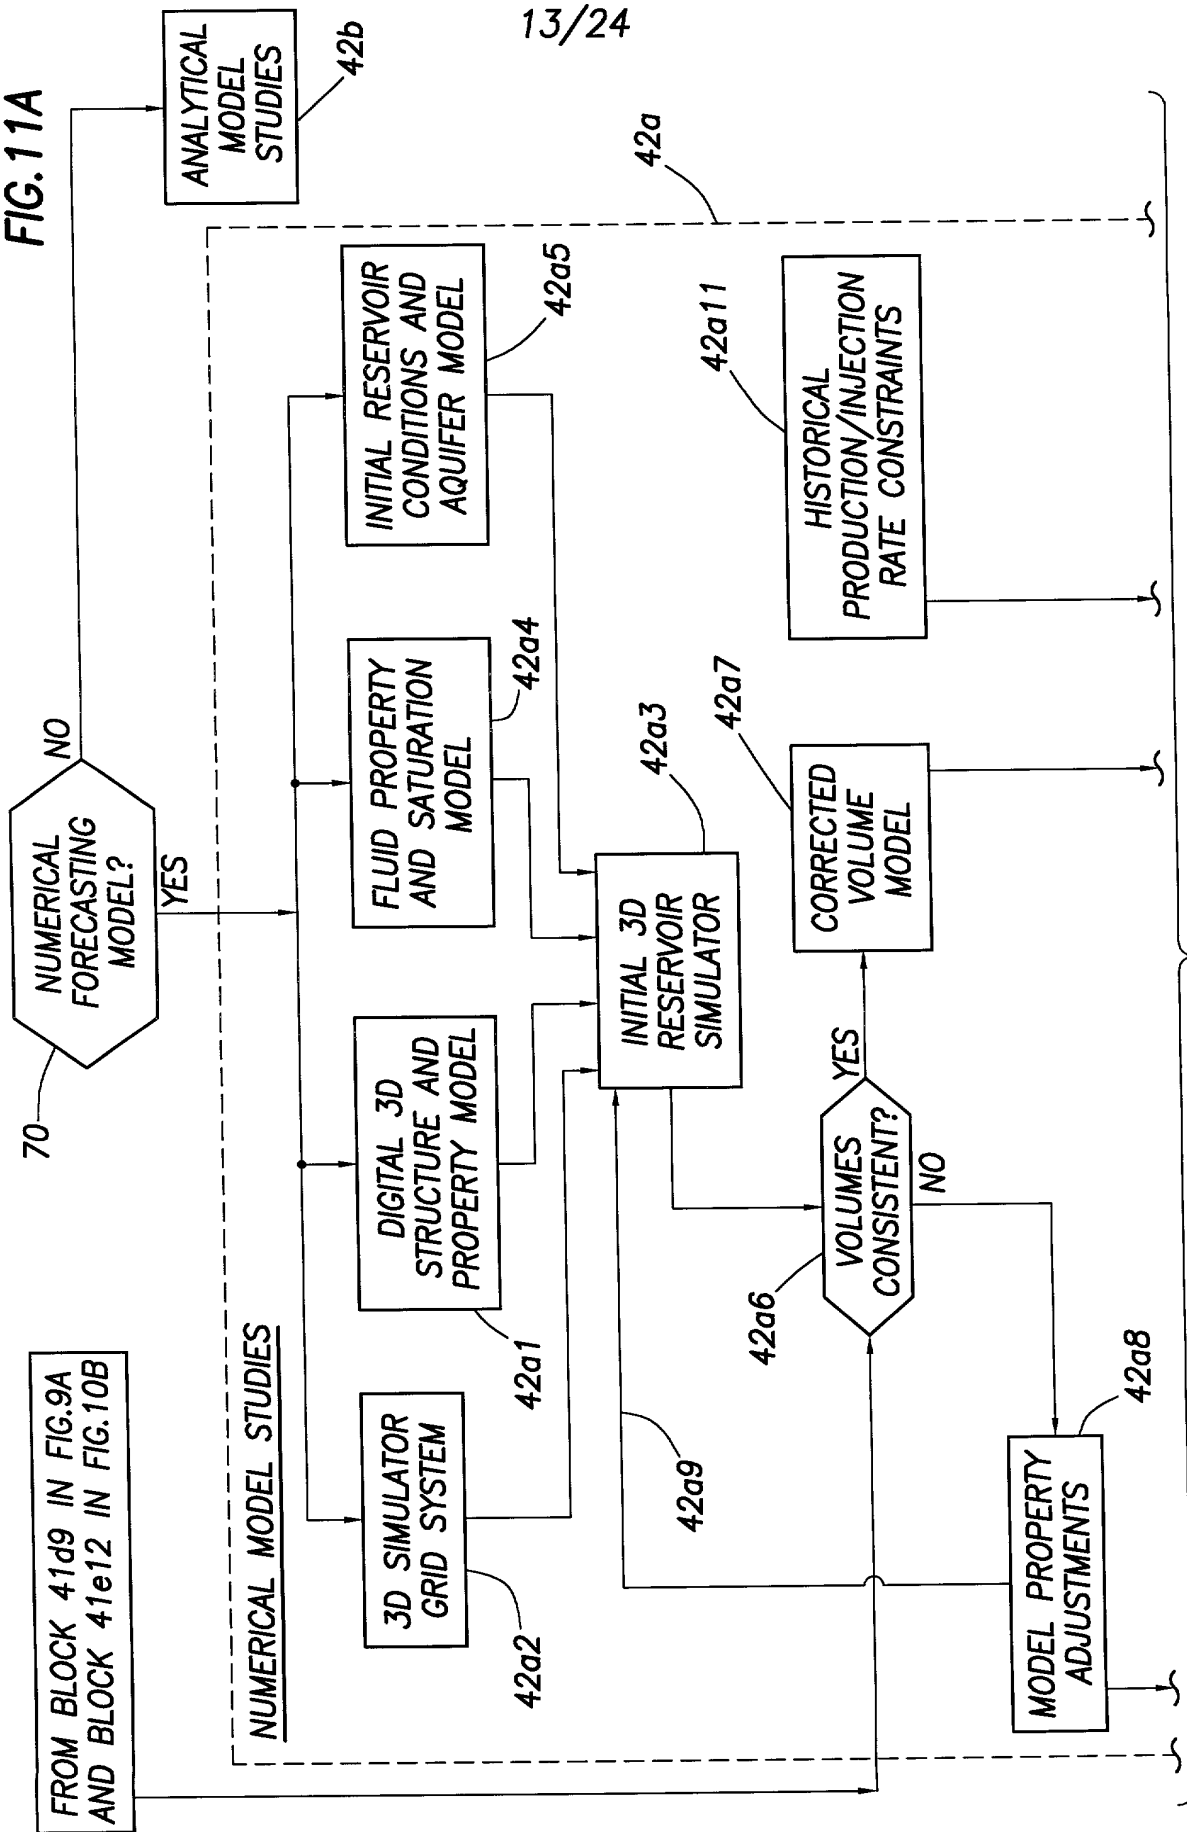 13/24
FIG.11A
70
NUMERICAL
FORECASTING
MODEL?
NO
YES
ANALYTICAL
MODEL
STUDIES
42b
FROM BLOCK 41d9 IN FIG.9A
AND BLOCK 41e12 IN FIG.10B
NUMERICAL MODEL STUDIES
42a
3D SIMULATOR
GRID SYSTEM
42a2
DIGITAL 3D
STRUCTURE AND
PROPERTY MODEL
42a1
FLUID PROPERTY
AND SATURATION
MODEL
42a4
INITIAL RESERVOIR
CONDITIONS AND
AQUIFER MODEL
42a5
INITIAL 3D
RESERVOIR
SIMULATOR
42a3
42a9
VOLUMES
CONSISTENT?
42a6
YES
NO
CORRECTED
VOLUME
MODEL
42a7
HISTORICAL
PRODUCTION/INJECTION
RATE CONSTRAINTS
42a11
MODEL PROPERTY
ADJUSTMENTS
42a8